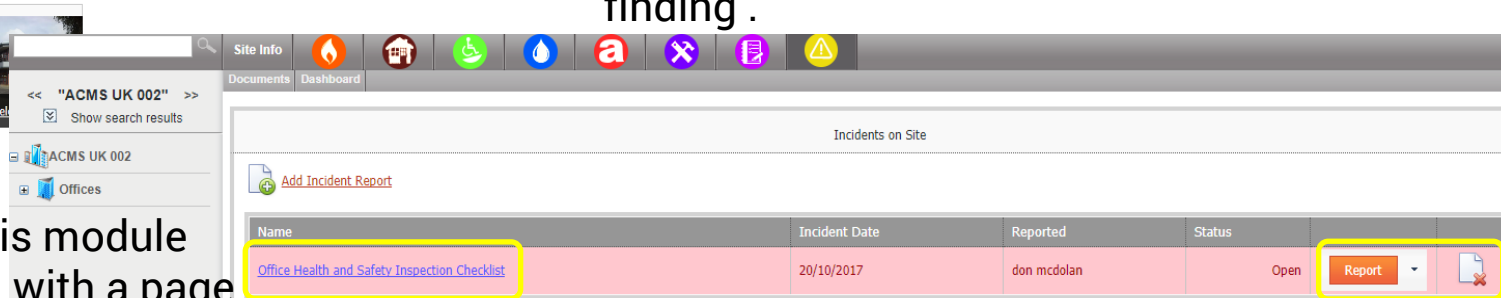 finding .
Site Info
Documents Dashboard
<< "ACMS UK 002" >>
Show search results
ACMS UK 002
Offices
Incidents on Site
Add Incident Report
Name Incident Date Reported Status
Office Health and Safety Inspection Checklist 20/10/2017 don mcdolan Open Report
is module
with a page